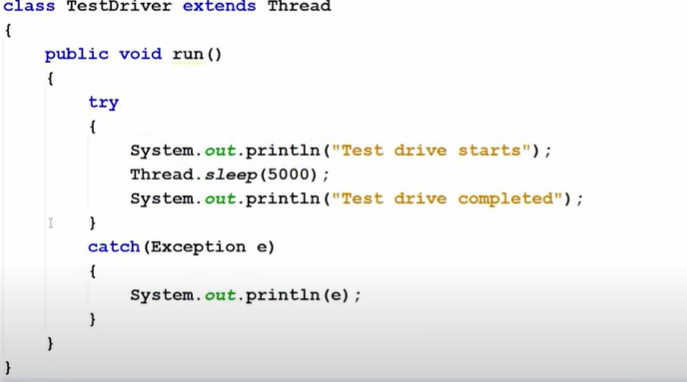 class TestDriver extends Thread
{
public void run()
{
try
{
System.out.println("Test drive starts");
Thread.sleep(5000);
System.out.println("Test drive completed");
}
catch(Exception e)
{
System.out.println(e);
}
}
}